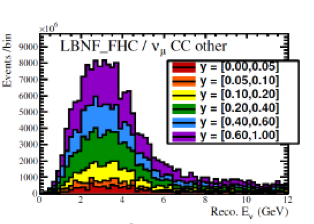 ×10⁶
LBNF_FHC / νμ CC other
y = [0.00,0.05]
y = [0.05,0.10]
y = [0.10,0.20]
y = [0.20,0.40]
y = [0.40,0.60]
y = [0.60,1.00]
Events /bin
9000
8000
7000
6000
5000
4000
3000
2000
1000
0
0 2 4 6 8 10 12
Reco. Eν (GeV)